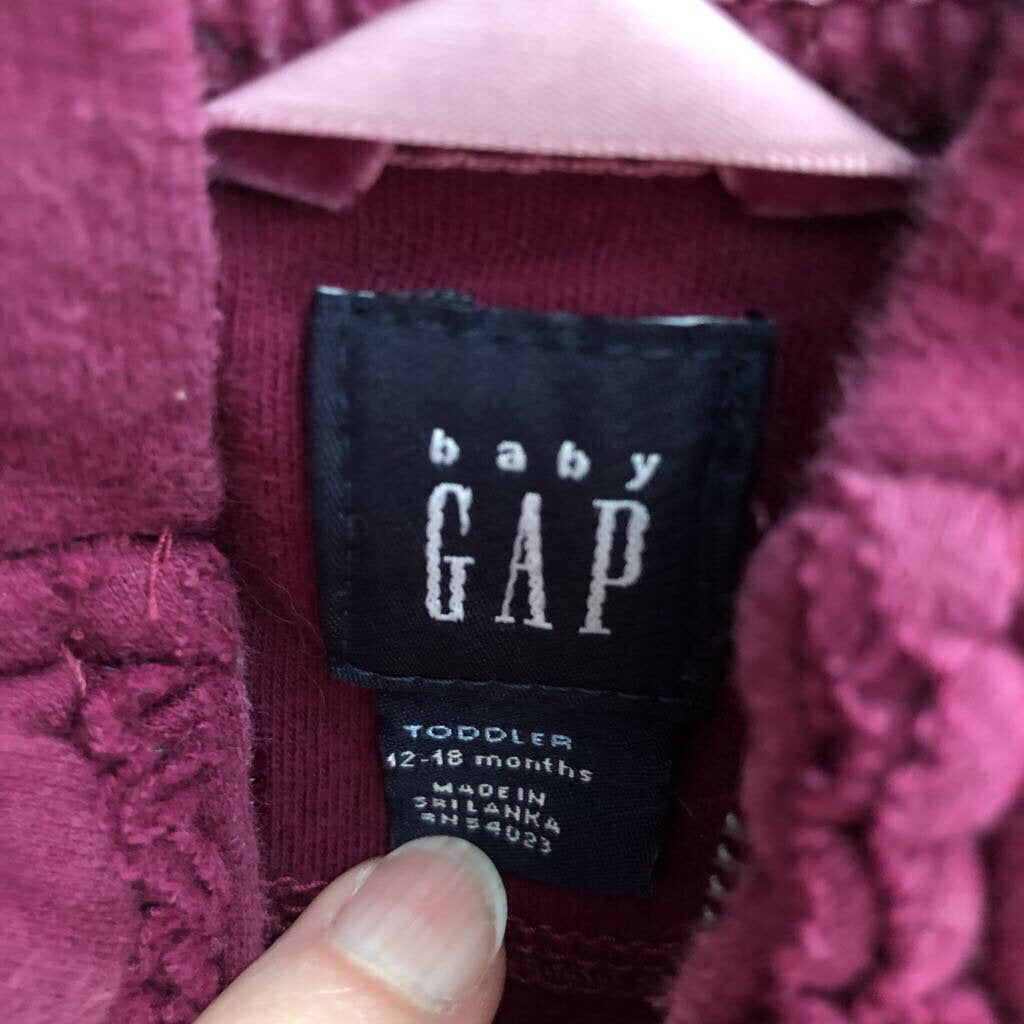 baby
GAP
TODDLER
12-18 months
MADE IN
SRI LANKA
RN54023